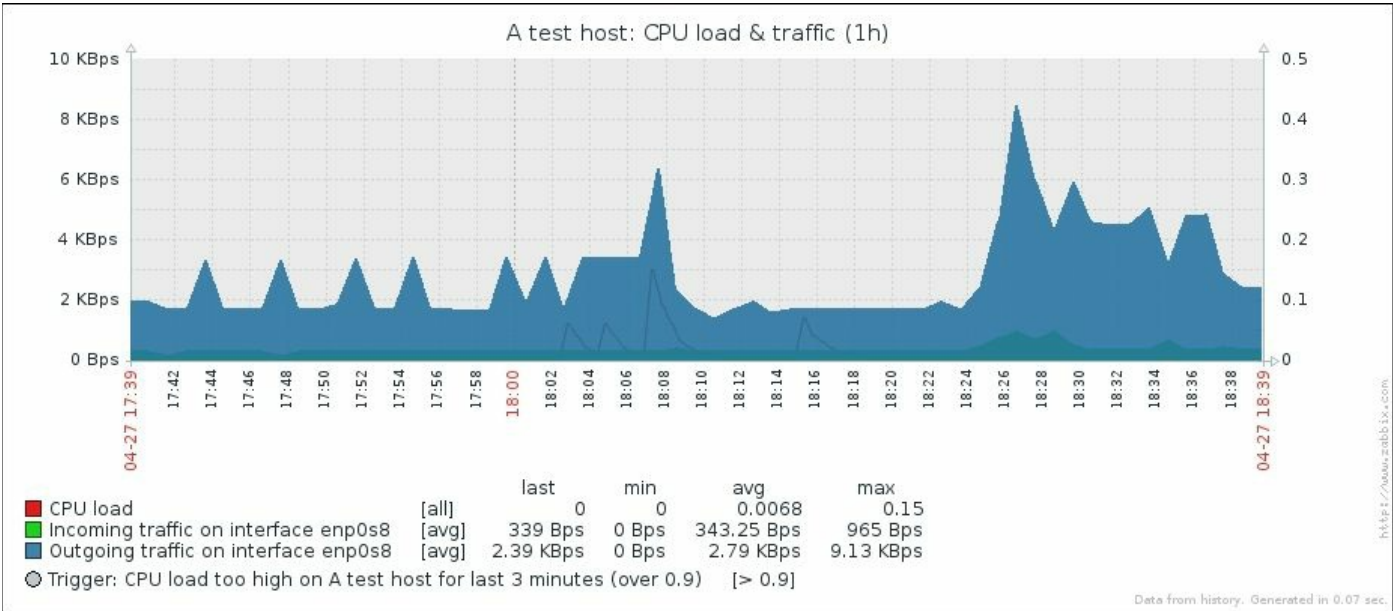 A test host: CPU load & traffic (1h)
10 KBps
8 KBps
6 KBps
4 KBps
2 KBps
0 Bps
0.5
0.4
0.3
0.2
0.1
0
04-27 17:39
17:42
17:44
17:46
17:48
17:50
17:52
17:54
17:56
17:58
18:00
18:02
18:04
18:06
18:08
18:10
18:12
18:14
18:16
18:18
18:20
18:22
18:24
18:26
18:28
18:30
18:32
18:34
18:36
18:38
04-27 18:39
last min avg max
CPU load [all] 0 0 0.0068 0.15
Incoming traffic on interface enp0s8 [avg] 339 Bps 0 Bps 343.25 Bps 965 Bps
Outgoing traffic on interface enp0s8 [avg] 2.39 KBps 0 Bps 2.79 KBps 9.13 KBps
Trigger: CPU load too high on A test host for last 3 minutes (over 0.9) [> 0.9]
http://www.zabbix.com
Data from history. Generated in 0.07 sec.